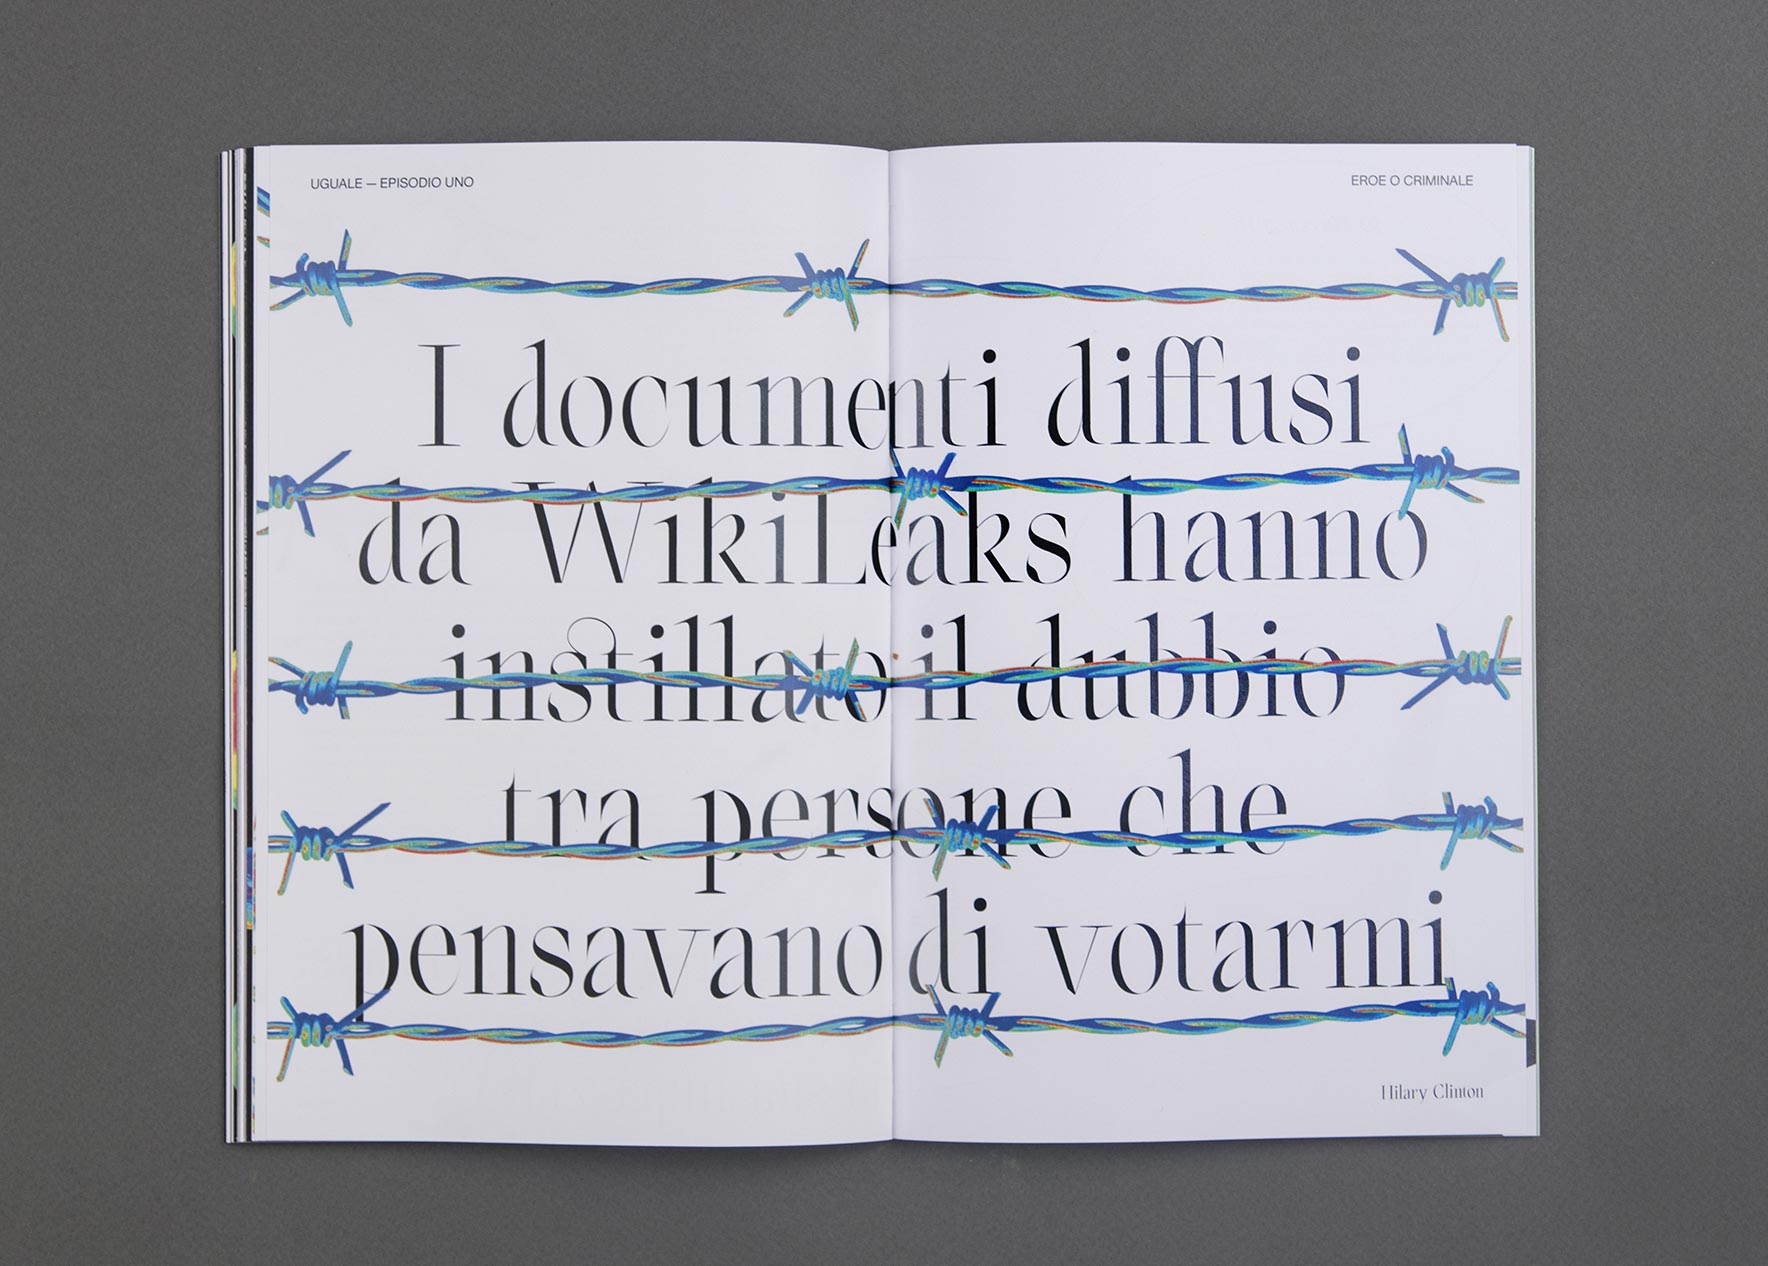 UGUALE — EPISODIO UNO
EROE O CRIMINALE
I documenti diffusi
da WikiLeaks hanno
instillato il dubbio
tra persone che
pensavano di votarmi
Hilary Clinton